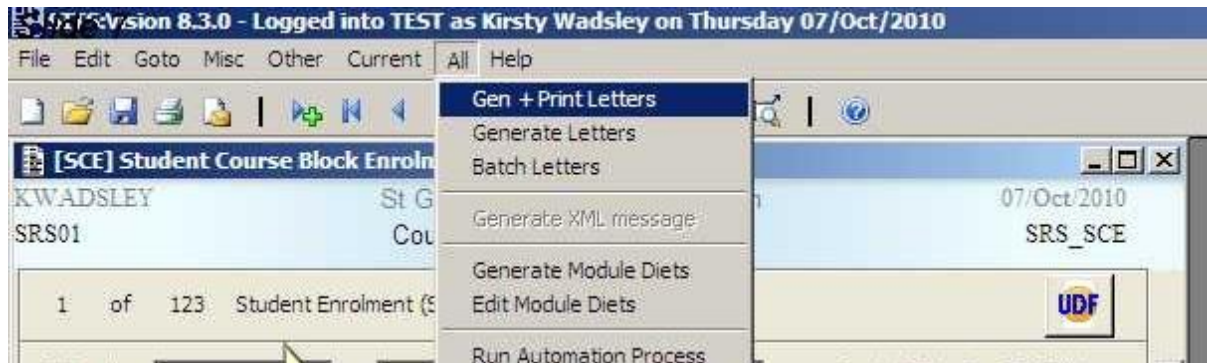 Vision 8.3.0 - Logged into TEST as Kirsty Wadsley on Thursday 07/Oct/2010
File Edit Goto Misc Other Current All Help
Gen + Print Letters
Generate Letters
Batch Letters
[SCE] Student Course Block Enroln
KWADSLEY St G 07/Oct/2010
Generate XML message
SRS01 Cou SRS_SCE
Generate Module Diets
1 of 123 Student Enrolment (S Edit Module Diets UDF
Run Automation Process